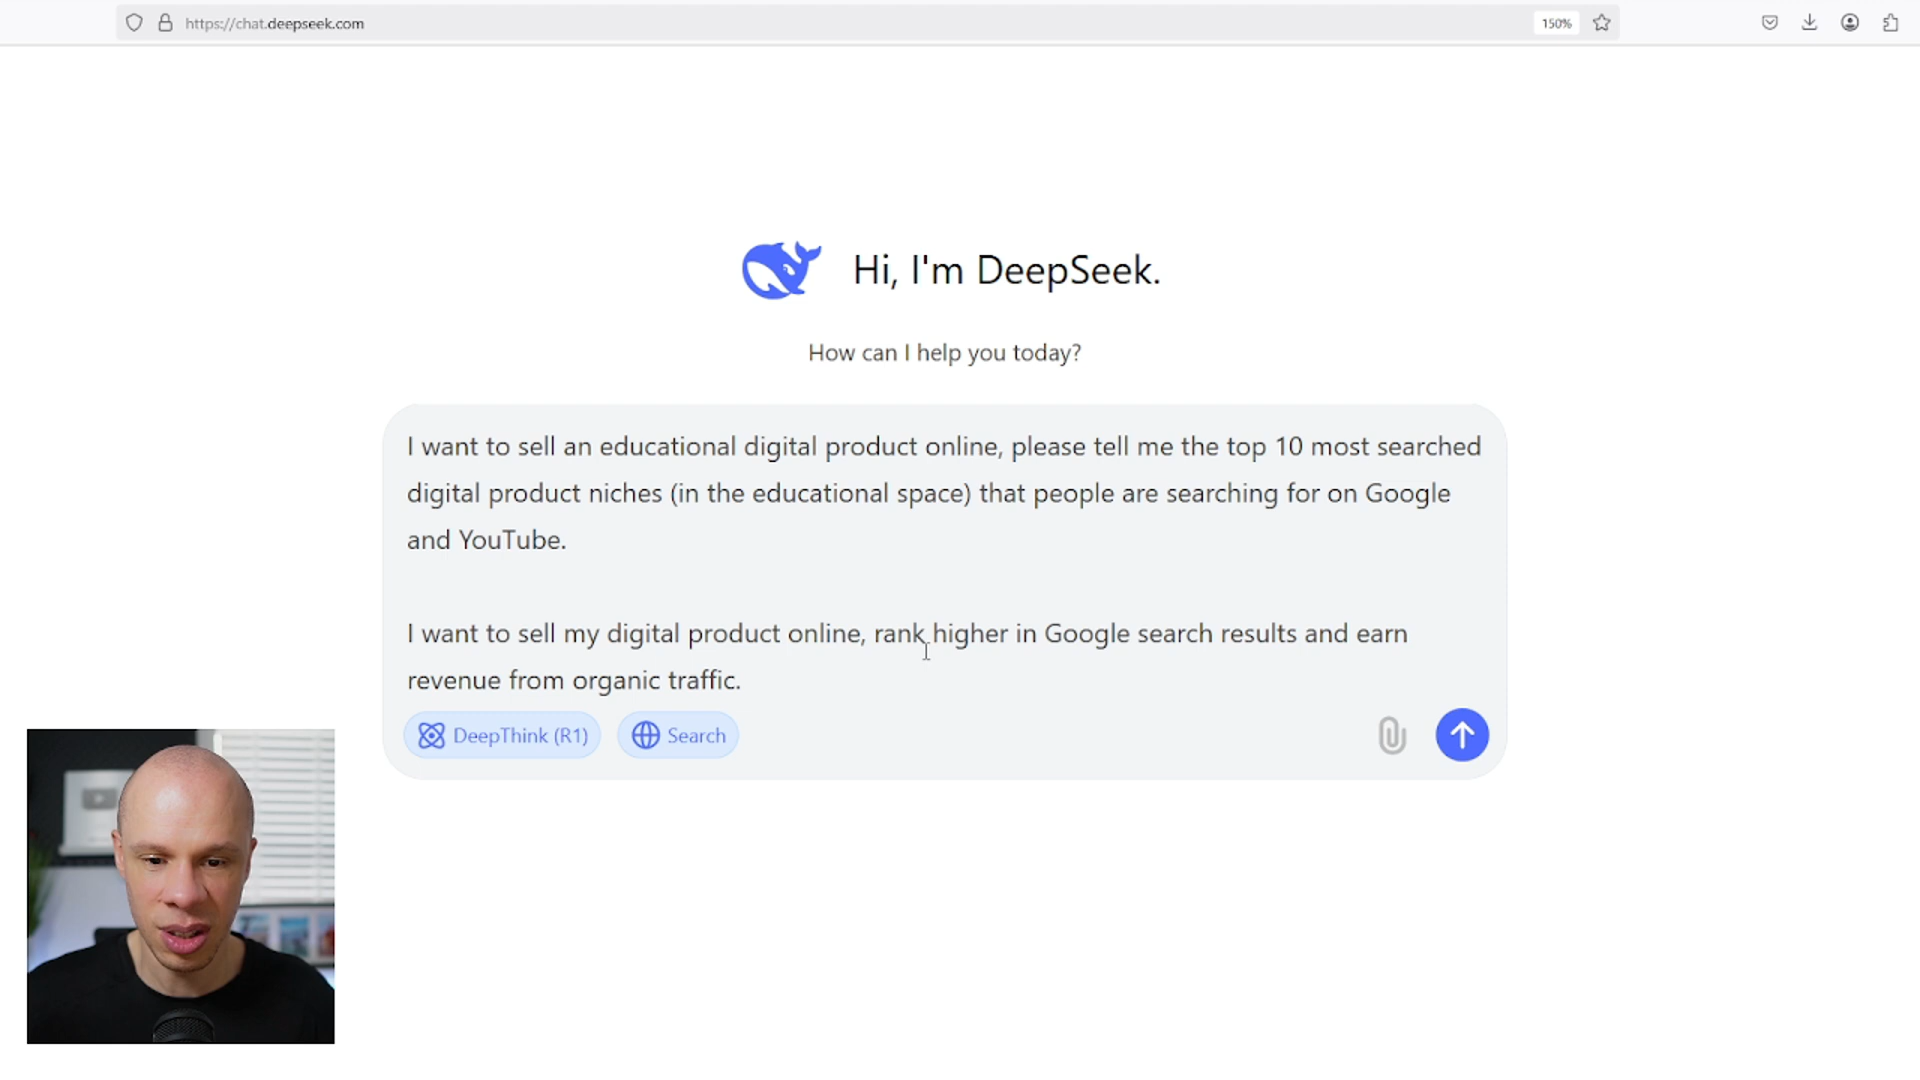 https://chat.deepseek.com
150%
Hi, I'm DeepSeek.
How can I help you today?
I want to sell an educational digital product online, please tell me the top 10 most searched
digital product niches (in the educational space) that people are searching for on Google
and YouTube.
I want to sell my digital product online, rank higher in Google search results and earn
revenue from organic traffic.
DeepThink (R1)
Search